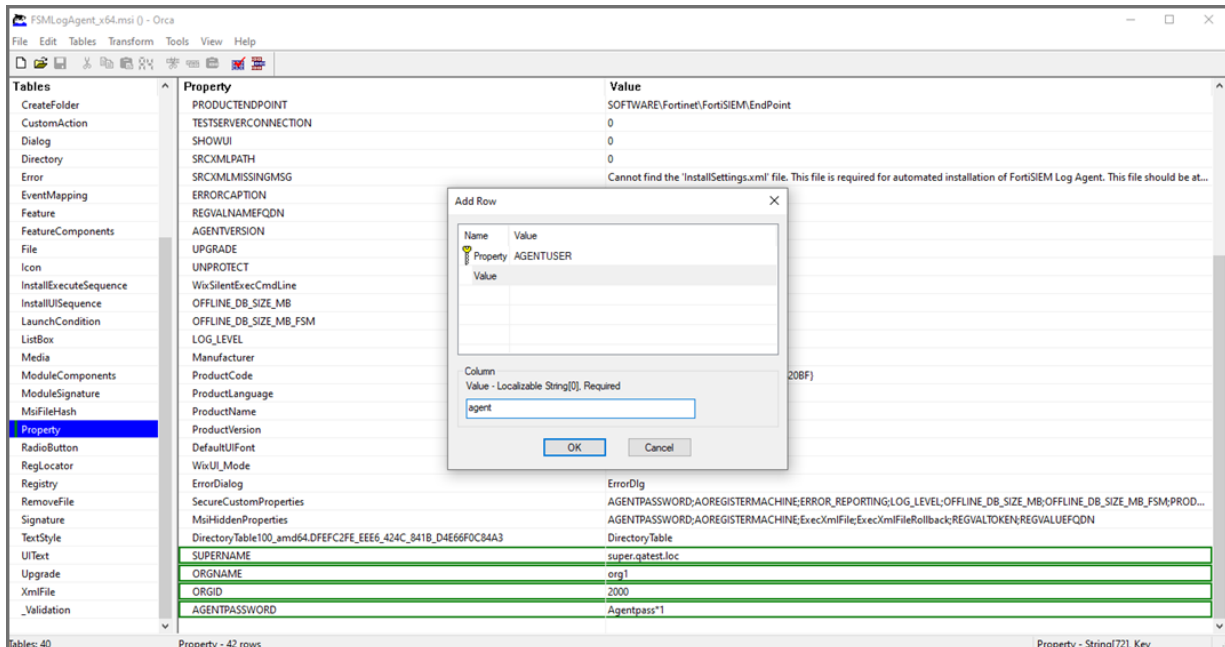 FSMLogAgent_x64.msi () - Orca
File Edit Tables Transform Tools View Help
Tables Property Value
CreateFolder PRODUCTENDPOINT SOFTWARE\Fortinet\FortiSIEM\EndPoint
CustomAction TESTSERVERCONNECTION 0
Dialog SHOWUI 0
Directory SRCXMLPATH 0
Error SRCXMLMISSINGMSG Cannot find the 'InstallSettings.xml' file. This file is required for automated installation of FortiSIEM Log Agent. This file should be at...
EventMapping ERRORCAPTION
Feature REGVALNAMEFQDN
FeatureComponents AGENTVERSION
File UPGRADE
Icon UNPROTECT
InstallExecuteSequence WixSilentExecCmdLine
InstallUISequence OFFLINE_DB_SIZE_MB
LaunchCondition OFFLINE_DB_SIZE_MB_FSM
ListBox LOG_LEVEL
Media Manufacturer
ModuleComponents ProductCode 20BF}
ModuleSignature ProductLanguage
MsiFileHash ProductName
Property ProductVersion
RadioButton DefaultUIFont
RegLocator WixUI_Mode
Registry ErrorDialog ErrorDlg
RemoveFile SecureCustomProperties AGENTPASSWORD;AOREGISTERMACHINE;ERROR_REPORTING;LOG_LEVEL;OFFLINE_DB_SIZE_MB;OFFLINE_DB_SIZE_MB_FSM;PROD...
Signature MsiHiddenProperties AGENTPASSWORD;AOREGISTERMACHINE;ExecXmlFile;ExecXmlFileRollback;REGVALTOKEN;REGVALUEFQDN
TextStyle DirectoryTable100_amd64.DFEFC2FE_EEE6_424C_841B_D4E66F0C84A3 DirectoryTable
UIText SUPERNAME super.qatest.loc
Upgrade ORGNAME org1
XmlFile ORGID 2000
_Validation AGENTPASSWORD Agentpass*1
Add Row
Name Value
Property AGENTUSER
Value
Column
Value - Localizable String[0], Required
agent
OK Cancel
Tables: 40 Property - 42 rows Property - String[72], Key